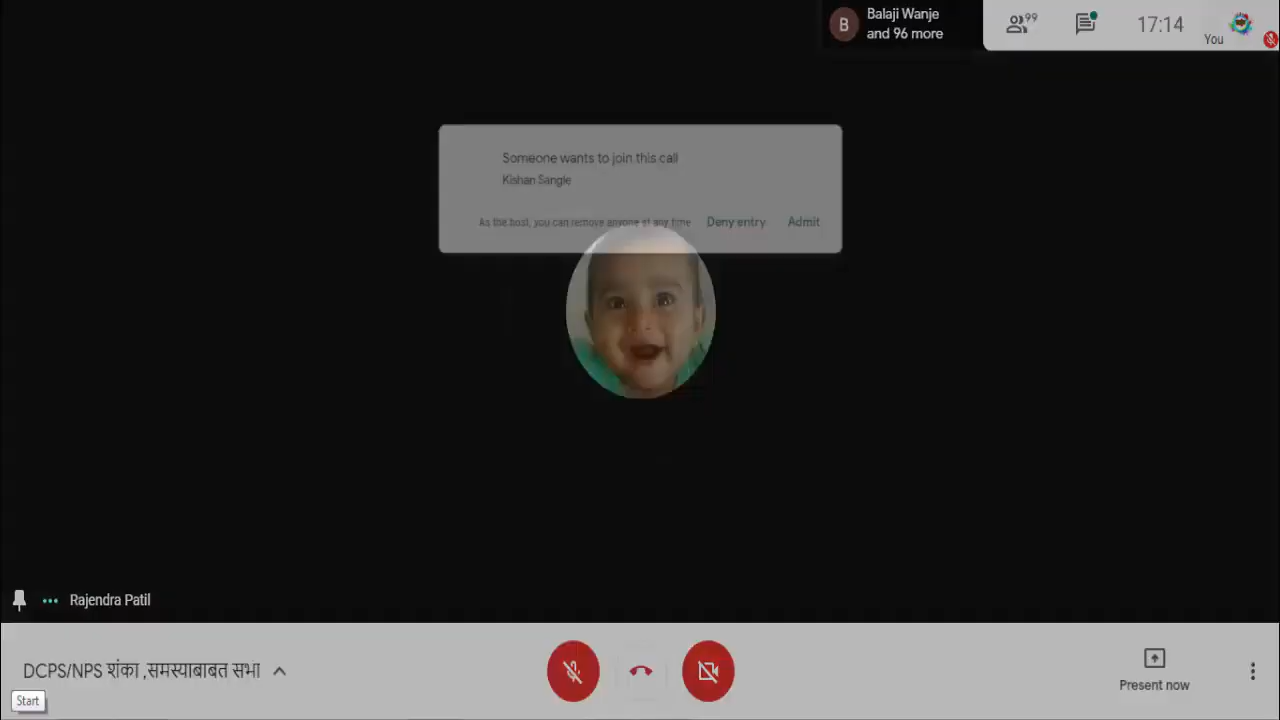 B
Balaji Wanje
and 96 more
99
17:14
You
Someone wants to join this call
Kishan Sangle
As the host, you can remove anyone at any time
Deny entry
Admit
Rajendra Patil
DCPS/NPS शंका ,समस्याबाबत सभा
Start
Present now